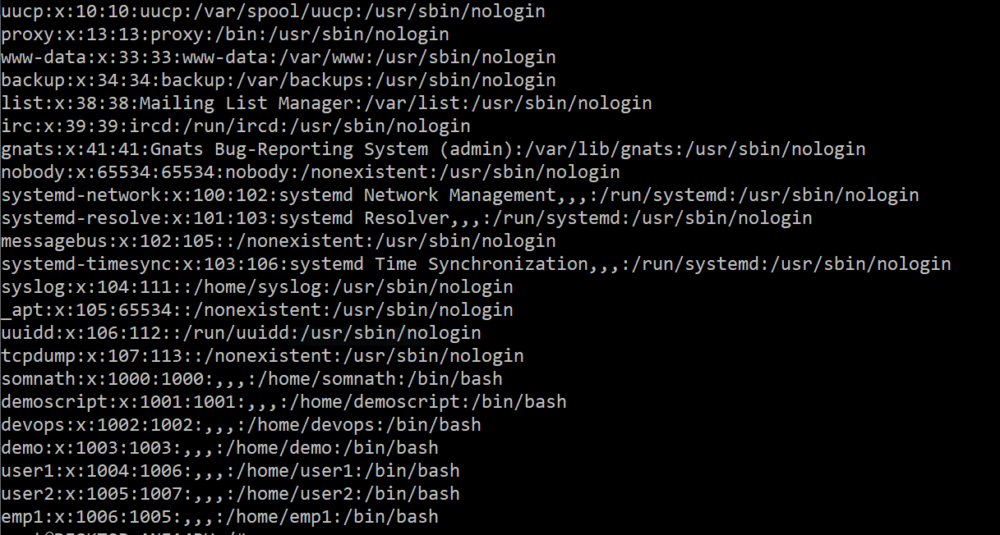 uucp:x:10:10:uucp:/var/spool/uucp:/usr/sbin/nologin
proxy:x:13:13:proxy:/bin:/usr/sbin/nologin
www-data:x:33:33:www-data:/var/www:/usr/sbin/nologin
backup:x:34:34:backup:/var/backups:/usr/sbin/nologin
list:x:38:38:Mailing List Manager:/var/list:/usr/sbin/nologin
irc:x:39:39:ircd:/run/ircd:/usr/sbin/nologin
gnats:x:41:41:Gnats Bug-Reporting System (admin):/var/lib/gnats:/usr/sbin/nologin
nobody:x:65534:65534:nobody:/nonexistent:/usr/sbin/nologin
systemd-network:x:100:102:systemd Network Management,,,:/run/systemd:/usr/sbin/nologin
systemd-resolve:x:101:103:systemd Resolver,,,:/run/systemd:/usr/sbin/nologin
messagebus:x:102:105::/nonexistent:/usr/sbin/nologin
systemd-timesync:x:103:106:systemd Time Synchronization,,,:/run/systemd:/usr/sbin/nologin
syslog:x:104:111::/home/syslog:/usr/sbin/nologin
_apt:x:105:65534::/nonexistent:/usr/sbin/nologin
uuidd:x:106:112::/run/uuidd:/usr/sbin/nologin
tcpdump:x:107:113::/nonexistent:/usr/sbin/nologin
somnath:x:1000:1000:,,,:/home/somnath:/bin/bash
demoscript:x:1001:1001:,,,:/home/demoscript:/bin/bash
devops:x:1002:1002:,,,:/home/devops:/bin/bash
demo:x:1003:1003:,,,:/home/demo:/bin/bash
user1:x:1004:1006:,,,:/home/user1:/bin/bash
user2:x:1005:1007:,,,:/home/user2:/bin/bash
emp1:x:1006:1005:,,,:/home/emp1:/bin/bash